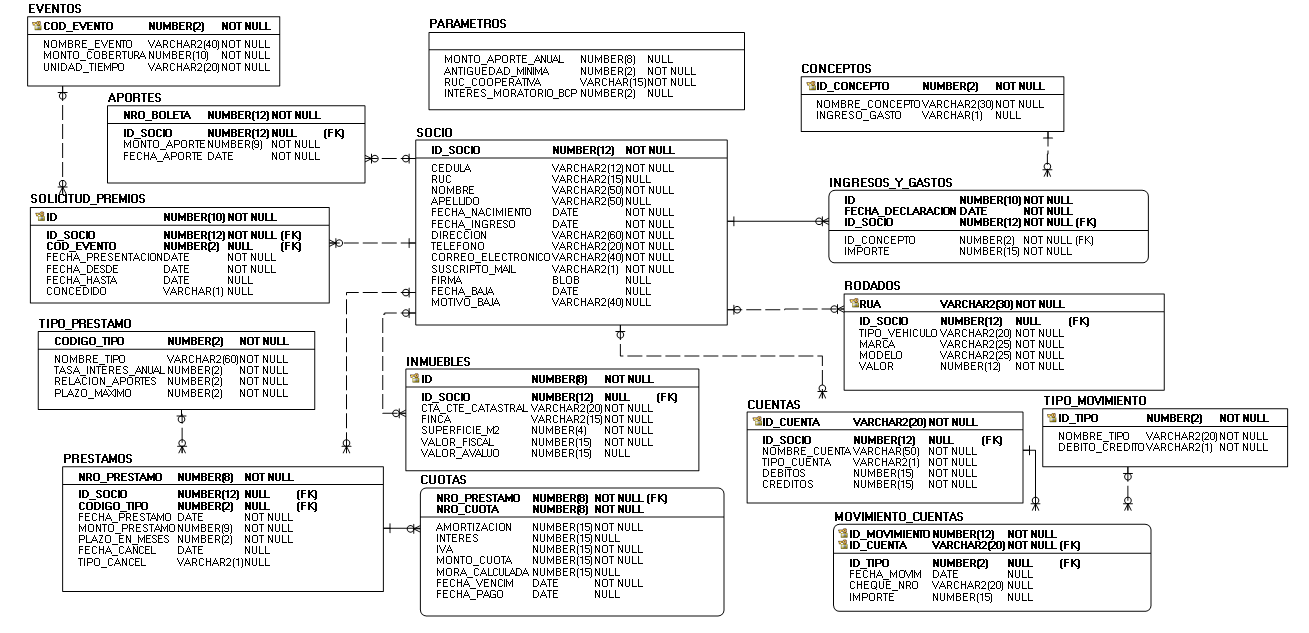 EVENTOS
COD_EVENTO NUMBER(2) NOT NULL
NOMBRE_EVENTO VARCHAR2(40) NOT NULL
MONTO_COBERTURA NUMBER(10) NOT NULL
UNIDAD_TIEMPO VARCHAR2(20) NOT NULL
PARAMETROS
MONTO_APORTE_ANUAL NUMBER(8) NULL
ANTIGUEDAD_MINIMA NUMBER(2) NOT NULL
RUC_COOPERATIVA VARCHAR(15) NOT NULL
INTERES_MORATORIO_BCP NUMBER(2) NULL
CONCEPTOS
ID_CONCEPTO NUMBER(2) NOT NULL
NOMBRE_CONCEPTO VARCHAR2(30) NOT NULL
INGRESO_GASTO VARCHAR(1) NULL
APORTES
NRO_BOLETA NUMBER(12) NOT NULL
ID_SOCIO NUMBER(12) NULL (FK)
MONTO_APORTE NUMBER(9) NOT NULL
FECHA_APORTE DATE NOT NULL
SOCIO
ID_SOCIO NUMBER(12) NOT NULL
CEDULA VARCHAR2(12) NOT NULL
RUC VARCHAR2(15) NULL
NOMBRE VARCHAR2(50) NOT NULL
APELLIDO VARCHAR2(50) NOT NULL
FECHA_NACIMIENTO DATE NOT NULL
FECHA_INGRESO DATE NOT NULL
DIRECCION VARCHAR2(60) NOT NULL
TELEFONO VARCHAR2(20) NOT NULL
CORREO_ELECTRONICO VARCHAR2(40) NOT NULL
SUSCRIPTO_MAIL VARCHAR2(1) NOT NULL
FIRMA BLOB NULL
FECHA_BAJA DATE NULL
MOTIVO_BAJA VARCHAR2(40) NULL
INGRESOS_Y_GASTOS
ID NUMBER(10) NOT NULL
FECHA_DECLARACION DATE NOT NULL
ID_SOCIO NUMBER(12) NOT NULL (FK)
ID_CONCEPTO NUMBER(2) NOT NULL (FK)
IMPORTE NUMBER(15) NOT NULL
SOLICITUD_PREMIOS
ID NUMBER(10) NOT NULL
ID_SOCIO NUMBER(12) NOT NULL (FK)
COD_EVENTO NUMBER(2) NULL (FK)
FECHA_PRESENTACION DATE NOT NULL
FECHA_DESDE DATE NOT NULL
FECHA_HASTA DATE NULL
CONCEDIDO VARCHAR(1) NULL
RODADOS
RUA VARCHAR2(30) NOT NULL
ID_SOCIO NUMBER(12) NULL (FK)
TIPO_VEHICULO VARCHAR2(20) NOT NULL
MARCA VARCHAR2(25) NOT NULL
MODELO VARCHAR2(25) NOT NULL
VALOR NUMBER(12) NOT NULL
TIPO_PRESTAMO
CODIGO_TIPO NUMBER(2) NOT NULL
NOMBRE_TIPO VARCHAR2(60) NOT NULL
TASA_INTERES_ANUAL NUMBER(2) NOT NULL
RELACION_APORTES NUMBER(2) NOT NULL
PLAZO_MAXIMO NUMBER(2) NOT NULL
INMUEBLES
ID NUMBER(8) NOT NULL
ID_SOCIO NUMBER(12) NULL (FK)
CTA_CTE_CATASTRAL VARCHAR2(20) NOT NULL
FINCA VARCHAR2(15) NOT NULL
SUPERFICIE_M2 NUMBER(4) NOT NULL
VALOR_FISCAL NUMBER(15) NOT NULL
VALOR_AVALUO NUMBER(15) NULL
CUENTAS
ID_CUENTA VARCHAR2(20) NOT NULL
ID_SOCIO NUMBER(12) NULL (FK)
NOMBRE_CUENTA VARCHAR(50) NOT NULL
TIPO_CUENTA VARCHAR2(1) NOT NULL
DEBITOS NUMBER(15) NOT NULL
CREDITOS NUMBER(15) NOT NULL
TIPO_MOVIMIENTO
ID_TIPO NUMBER(2) NOT NULL
NOMBRE_TIPO VARCHAR2(20) NOT NULL
DEBITO_CREDITO VARCHAR2(1) NOT NULL
PRESTAMOS
NRO_PRESTAMO NUMBER(8) NOT NULL
ID_SOCIO NUMBER(12) NULL (FK)
CODIGO_TIPO NUMBER(2) NULL (FK)
FECHA_PRESTAMO DATE NOT NULL
MONTO_PRESTAMO NUMBER(9) NOT NULL
PLAZO_EN_MESES NUMBER(2) NOT NULL
FECHA_CANCEL DATE NULL
TIPO_CANCEL VARCHAR2(1) NULL
CUOTAS
NRO_PRESTAMO NUMBER(8) NOT NULL (FK)
NRO_CUOTA NUMBER(8) NOT NULL
AMORTIZACION NUMBER(15) NOT NULL
INTERES NUMBER(15) NULL
IVA NUMBER(15) NOT NULL
MONTO_CUOTA NUMBER(15) NOT NULL
MORA_CALCULADA NUMBER(15) NULL
FECHA_VENCIM DATE NOT NULL
FECHA_PAGO DATE NULL
MOVIMIENTO_CUENTAS
ID_MOVIMIENTO NUMBER(12) NOT NULL
ID_CUENTA VARCHAR2(20) NOT NULL (FK)
ID_TIPO NUMBER(2) NULL (FK)
FECHA_MOVIM DATE NULL
CHEQUE_NRO VARCHAR2(20) NULL
IMPORTE NUMBER(15) NULL